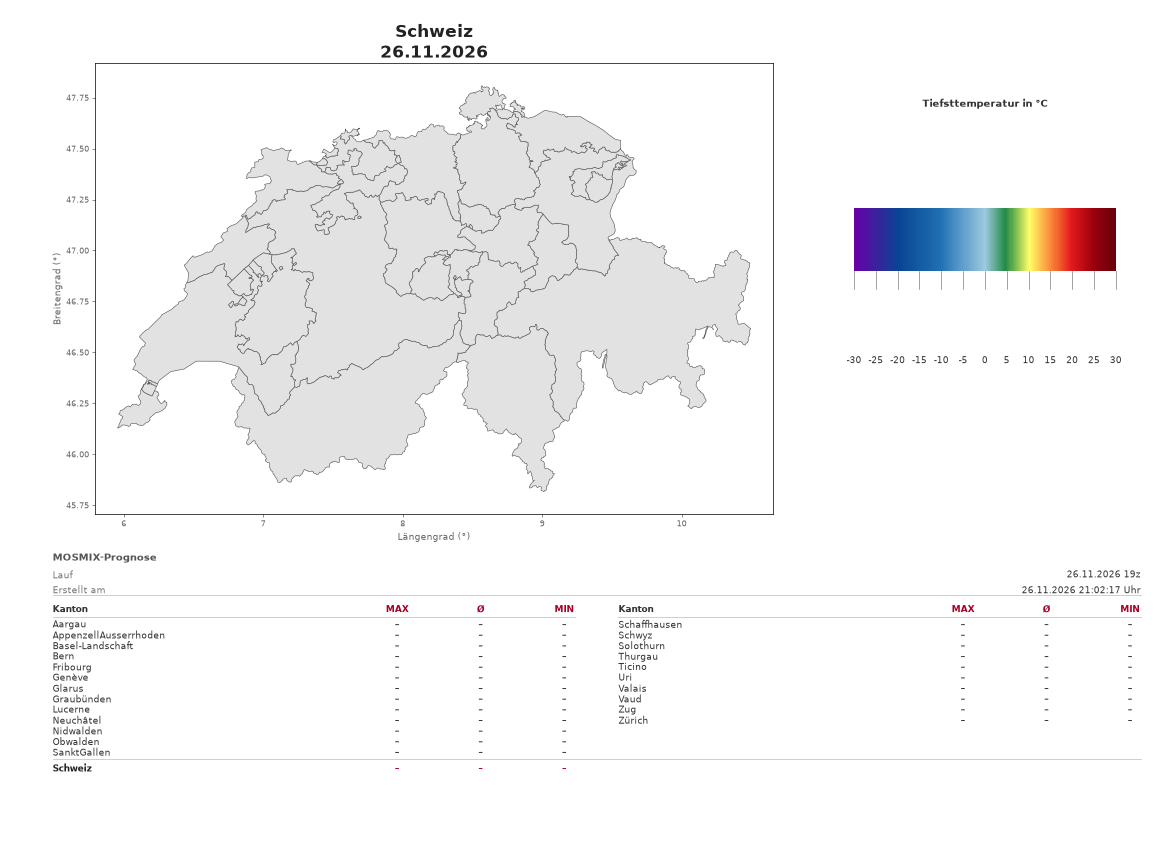 Schweiz
26.11.2026
Tiefsttemperatur in °C
47.75
47.50
47.25
47.00
46.75
46.50
46.25
46.00
45.75
Breitengrad (°)
6 7 8 9 10
Längengrad (°)
-30 -25 -20 -15 -10 -5 0 5 10 15 20 25 30
MOSMIX-Prognose
Lauf 26.11.2026 19z
Erstellt am 26.11.2026 21:02:17 Uhr
Kanton MAX Ø MIN Kanton MAX Ø MIN
Aargau – – – Schaffhausen – – –
AppenzellAusserrhoden – – – Schwyz – – –
Basel-Landschaft – – – Solothurn – – –
Bern – – – Thurgau – – –
Fribourg – – – Ticino – – –
Genève – – – Uri – – –
Glarus – – – Valais – – –
Graubünden – – – Vaud – – –
Lucerne – – – Zug – – –
Neuchâtel – – – Zürich – – –
Nidwalden – – –
Obwalden – – –
SanktGallen – – –
Schweiz – – –